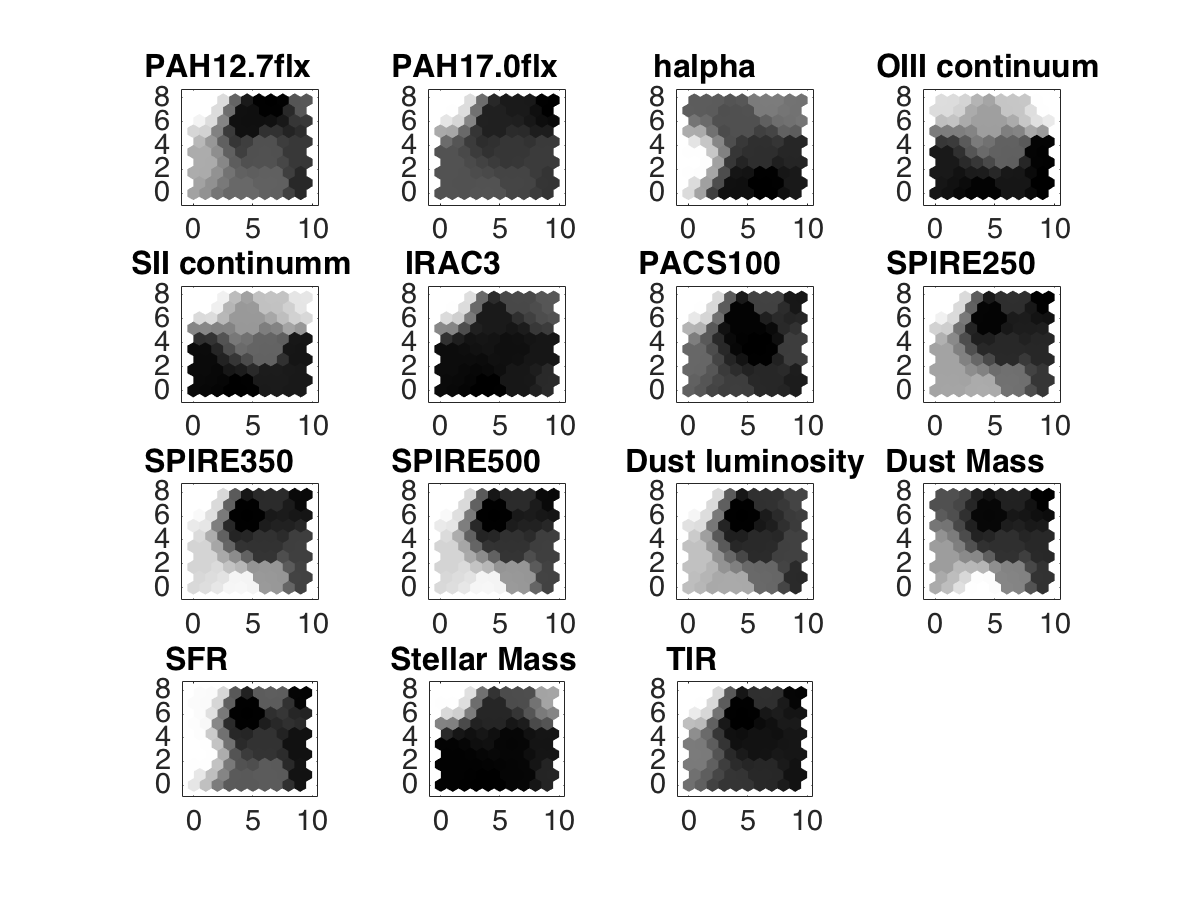 PAH12.7flx PAH17.0flx halpha OIII continuum
8 8 8 8
6 6 6 6
4 4 4 4
2 2 2 2
0 0 0 0
0 5 10 0 5 10 0 5 10 0 5 10
SII continumm IRAC3 PACS100 SPIRE250
8 8 8 8
6 6 6 6
4 4 4 4
2 2 2 2
0 0 0 0
0 5 10 0 5 10 0 5 10 0 5 10
SPIRE350 SPIRE500 Dust luminosity Dust Mass
8 8 8 8
6 6 6 6
4 4 4 4
2 2 2 2
0 0 0 0
0 5 10 0 5 10 0 5 10 0 5 10
SFR Stellar Mass TIR
8 8 8
6 6 6
4 4 4
2 2 2
0 0 0
0 5 10 0 5 10 0 5 10